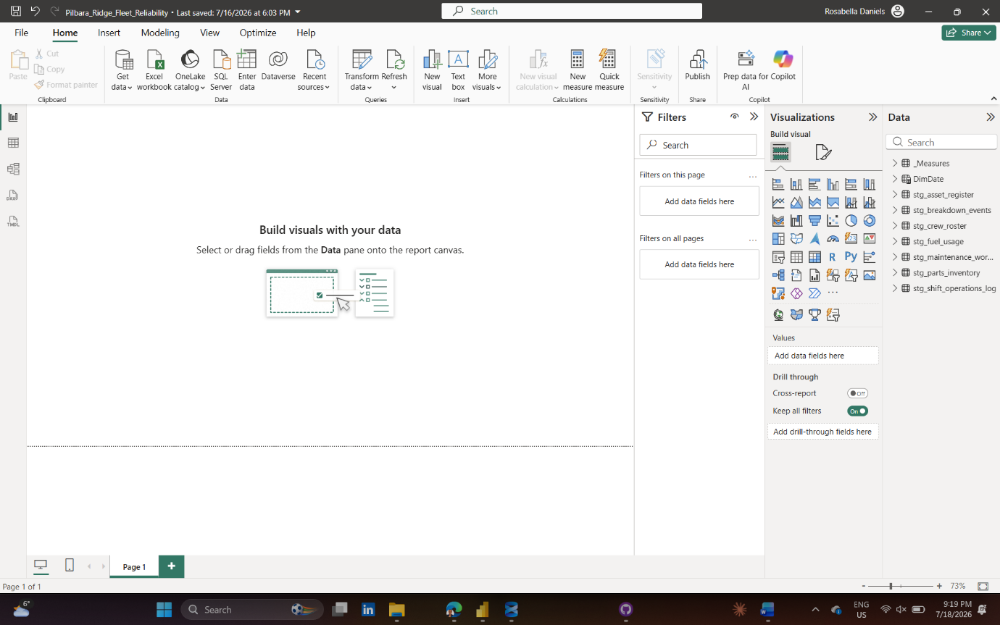 Pilbara_Ridge_Fleet_Reliability • Last saved: 7/16/2026 at 6:03 PM
Search
Rosabella Daniels
File
Home
Insert
Modeling
View
Optimize
Help
Share
Paste
Cut
Copy
Format painter
Clipboard
Get data
Excel workbook
OneLake catalog
SQL Server
Enter data
Dataverse
Recent sources
Data
Transform data
Refresh
Queries
New visual
Text box
More visuals
Insert
New visual calculation
New measure
Quick measure
Calculations
Sensitivity
Sensitivity
Publish
Share
Prep data for AI
Copilot
Copilot
DAX
TMDL
Build visuals with your data
Select or drag fields from the Data pane onto the report canvas.
Filters
Search
Filters on this page
...
Add data fields here
Filters on all pages
...
Add data fields here
Visualizations
Build visual
R
Py
123
...
Values
Add data fields here
Drill through
Cross-report
Off
Keep all filters
On
Add drill-through fields here
Data
Search
_Measures
DimDate
stg_asset_register
stg_breakdown_events
stg_crew_roster
stg_fuel_usage
stg_maintenance_wor...
stg_parts_inventory
stg_shift_operations_log
Page 1
+
Page 1 of 1
- + 73%
6°
Search
in
ENG
US
9:19 PM
7/18/2026